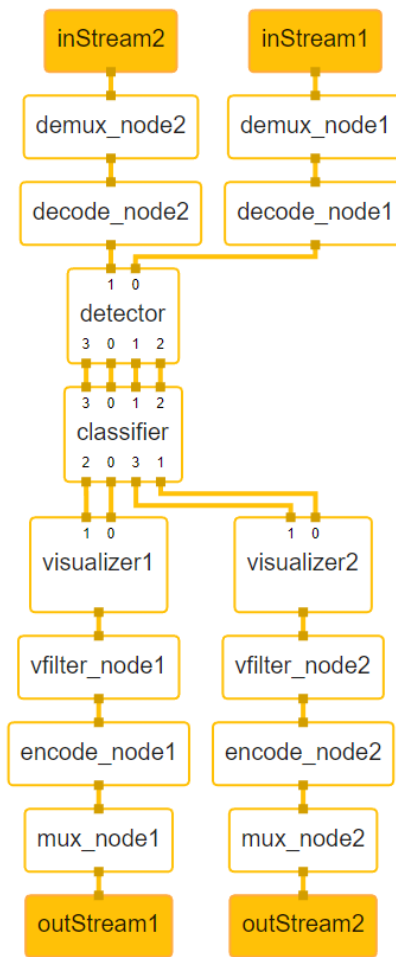 inStream2 inStream1
demux_node2 demux_node1
decode_node2 decode_node1
1 0
detector
3 0 1 2
3 0 1 2
classifier
2 0 3 1
1 0 1 0
visualizer1 visualizer2
vfilter_node1 vfilter_node2
encode_node1 encode_node2
mux_node1 mux_node2
outStream1 outStream2